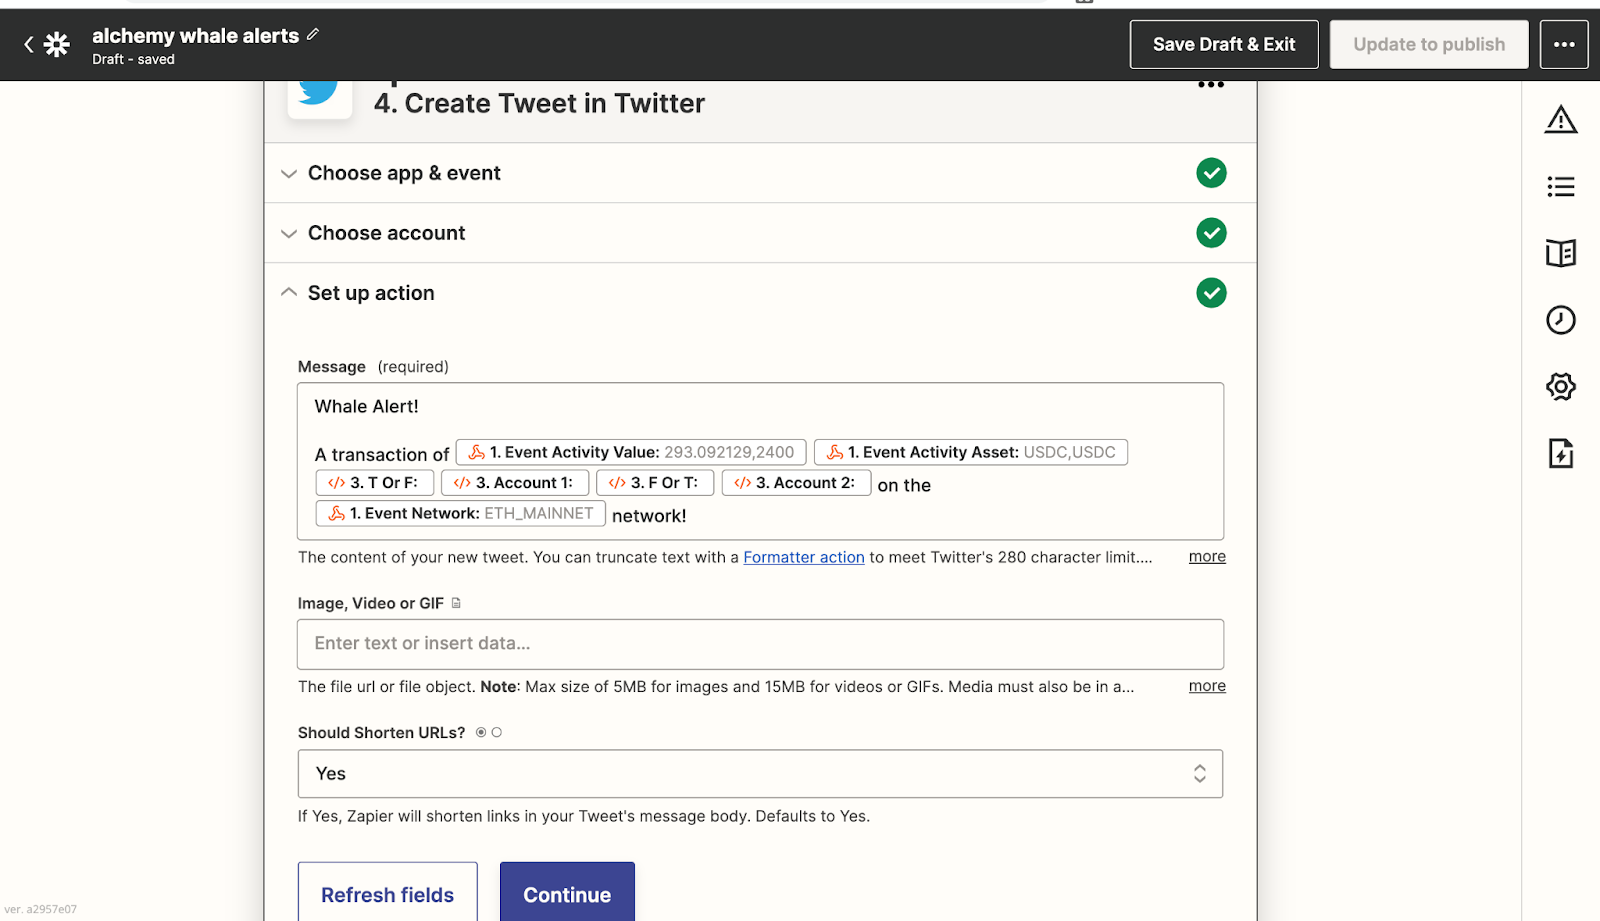 alchemy whale alerts
Draft - saved
Save Draft & Exit
Update to publish
4. Create Tweet in Twitter
Choose app & event
Choose account
Set up action
Message (required)
Whale Alert!
A transaction of 1. Event Activity Value: 293.092129,2400 1. Event Activity Asset: USDC,USDC
3. T Or F: 3. Account 1: 3. F Or T: 3. Account 2: on the
1. Event Network: ETH_MAINNET network!
The content of your new tweet. You can truncate text with a Formatter action to meet Twitter's 280 character limit.... more
Image, Video or GIF
Enter text or insert data...
The file url or file object. Note: Max size of 5MB for images and 15MB for videos or GIFs. Media must also be in a... more
Should Shorten URLs?
Yes
If Yes, Zapier will shorten links in your Tweet's message body. Defaults to Yes.
Refresh fields
Continue
ver. a2957e07